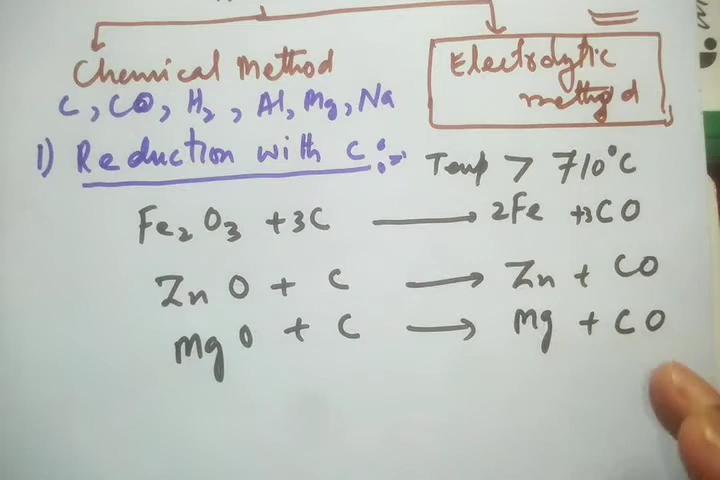 Chemical Method
Electrolytic
method
C, CO, H₂, Al, Mg, Na
1) Reduction with C :- Temp > 710°C
Fe₂O₃ + 3C ⟶ 2Fe + 3CO
ZnO + C ⟶ Zn + CO
MgO + C ⟶ Mg + CO